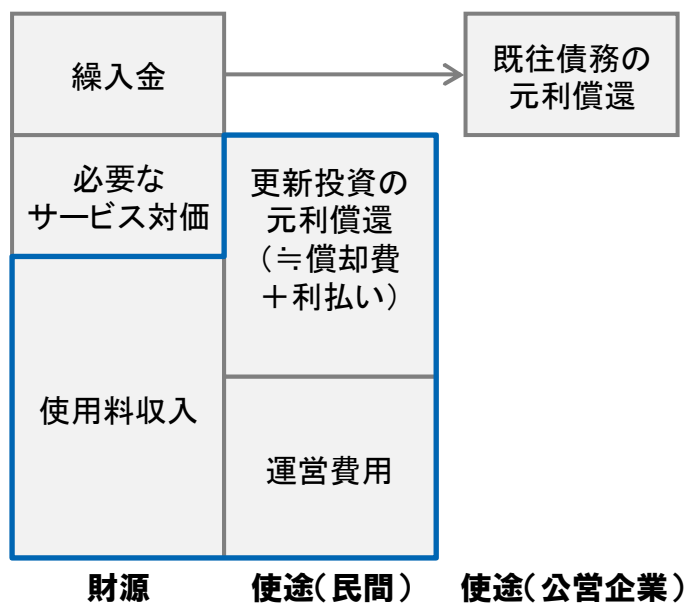 繰入金
既往債務の
元利償還
必要な
サービス対価
更新投資の
元利償還
（≒償却費
＋利払い）
使用料収入
運営費用
財源
使途（民間）
使途（公営企業）